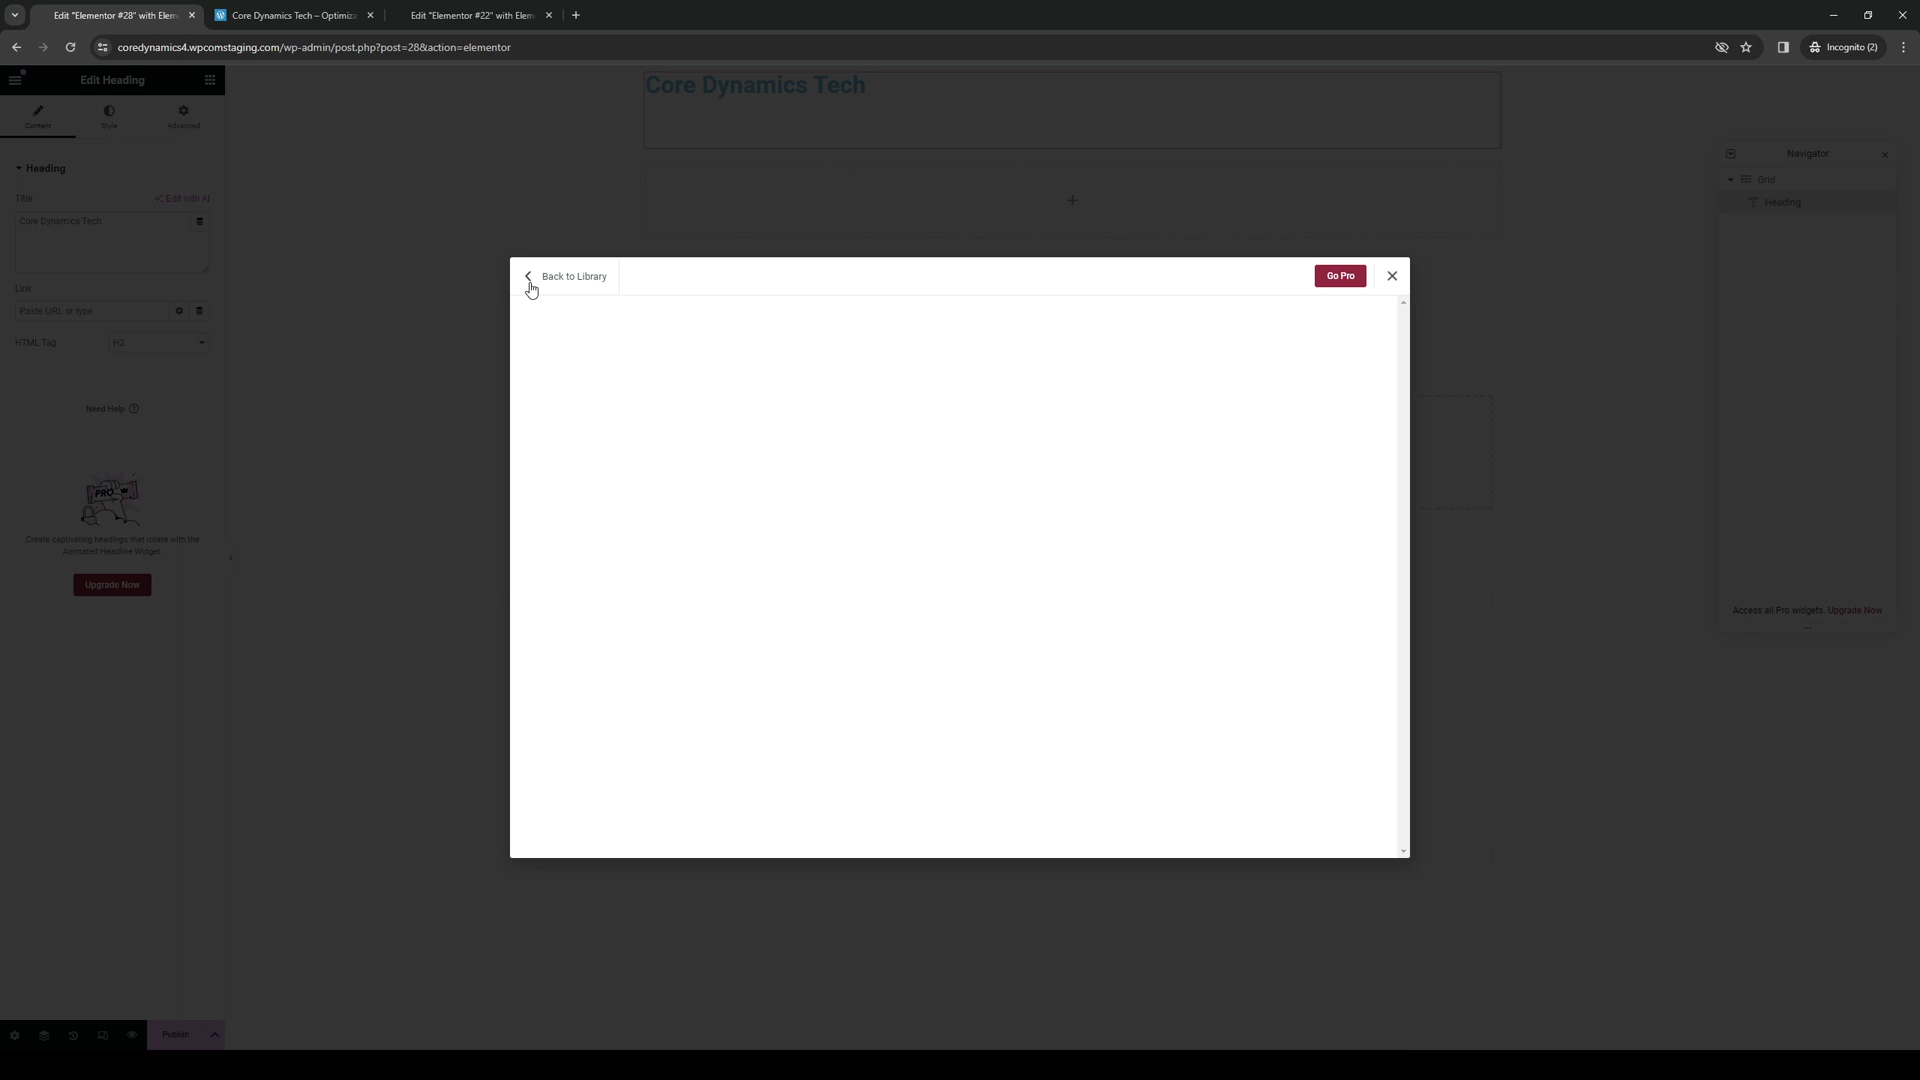 Edit "Elementor #28" with Elem
Core Dynamics Tech – Optimiza
Edit "Elementor #22" with Elem
coredynamics4.wpcomstaging.com/wp-admin/post.php?post=28&action=elementor
Incognito (2)
Edit Heading
Core Dynamics Tech
Content
Style
Advanced
Navigator
Heading
Grid
Title
Edit with AI
Heading
Core Dynamics Tech
Back to Library
Go Pro
Link
Paste URL or type
HTML Tag
H2
Need Help
PRO
Create captivating headings that rotate with the
Animated Headline Widget.
Upgrade Now
Access all Pro widgets. Upgrade Now
Publish